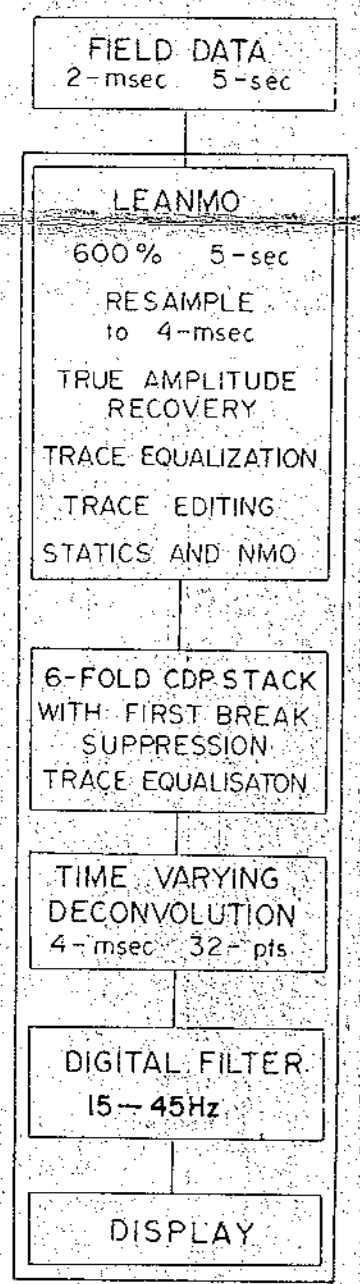 FIELD DATA
2-msec 5-sec
LEANMO
600% 5-sec
RESAMPLE
to 4-msec
TRUE AMPLITUDE
RECOVERY
TRACE EQUALIZATION
TRACE EDITING
STATICS AND NMO
6-FOLD CDP STACK
WITH FIRST BREAK
SUPPRESSION
TRACE EQUALISATON
TIME VARYING
DECONVOLUTION
4-msec 32-pts
DIGITAL FILTER
15-45Hz
DISPLAY